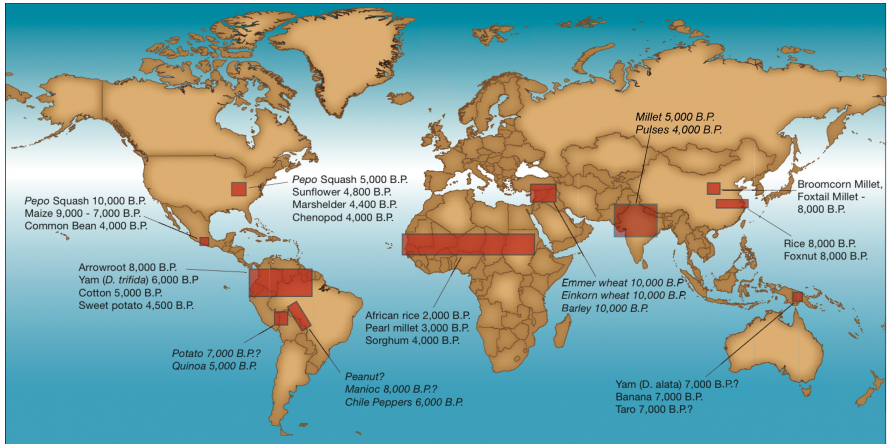 Millet 5,000 B.P.
Pulses 4,000 B.P.
Pepo Squash 5,000 B.P.
Sunflower 4,800 B.P.
Marshelder 4,400 B.P.
Chenopod 4,000 B.P.
Broomcorn Millet,
Foxtail Millet -
8,000 B.P.
Pepo Squash 10,000 B.P.
Maize 9,000 - 7,000 B.P.
Common Bean 4,000 B.P.
Rice 8,000 B.P.
Foxnut 8,000 B.P.
Arrowroot 8,000 B.P.
Yam (D. trifida) 6,000 B.P
Cotton 5,000 B.P.
Sweet potato 4,500 B.P.
Emmer wheat 10,000 B.P
Einkorn wheat 10,000 B.P.
Barley 10,000 B.P.
African rice 2,000 B.P.
Pearl millet 3,000 B.P.
Sorghum 4,000 B.P.
Potato 7,000 B.P.?
Quinoa 5,000 B.P.
Peanut?
Manioc 8,000 B.P.?
Chile Peppers 6,000 B.P.
Yam (D. alata) 7,000 B.P.?
Banana 7,000 B.P.
Taro 7,000 B.P.?